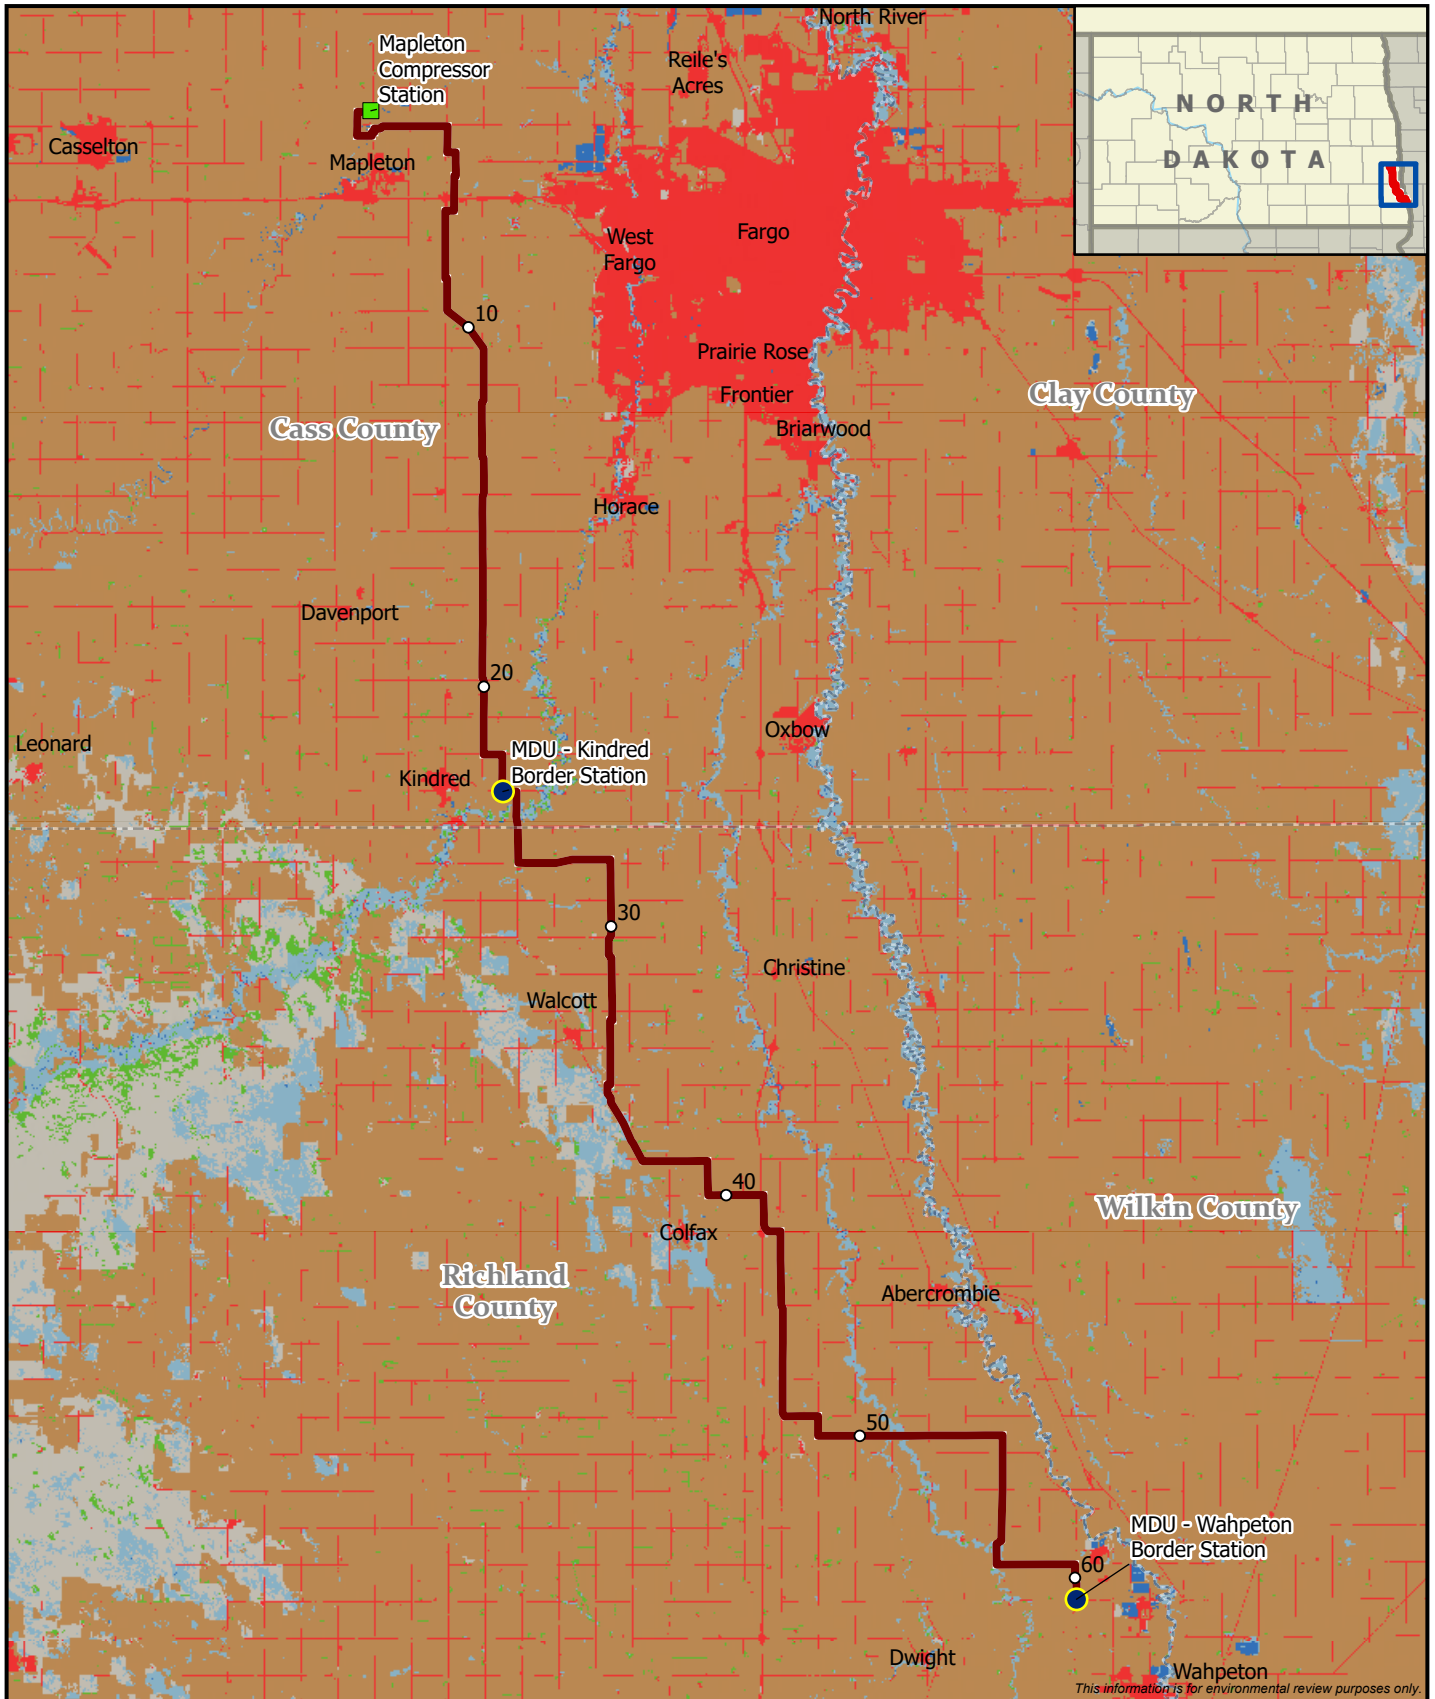 North River
Mapleton
Compressor
Station
Reile's
Acres
NORTH
DAKOTA
Casselton
Mapleton
West
Fargo
Fargo
10
Prairie Rose
Frontier
Clay County
Cass County
Briarwood
Horace
Davenport
20
Leonard
Oxbow
MDU - Kindred
Border Station
Kindred
30
Christine
Walcott
40
Colfax
Wilkin County
Richland
County
Abercrombie
50
MDU - Wahpeton
Border Station
60
Dwight
Wahpeton
This information is for environmental review purposes only.